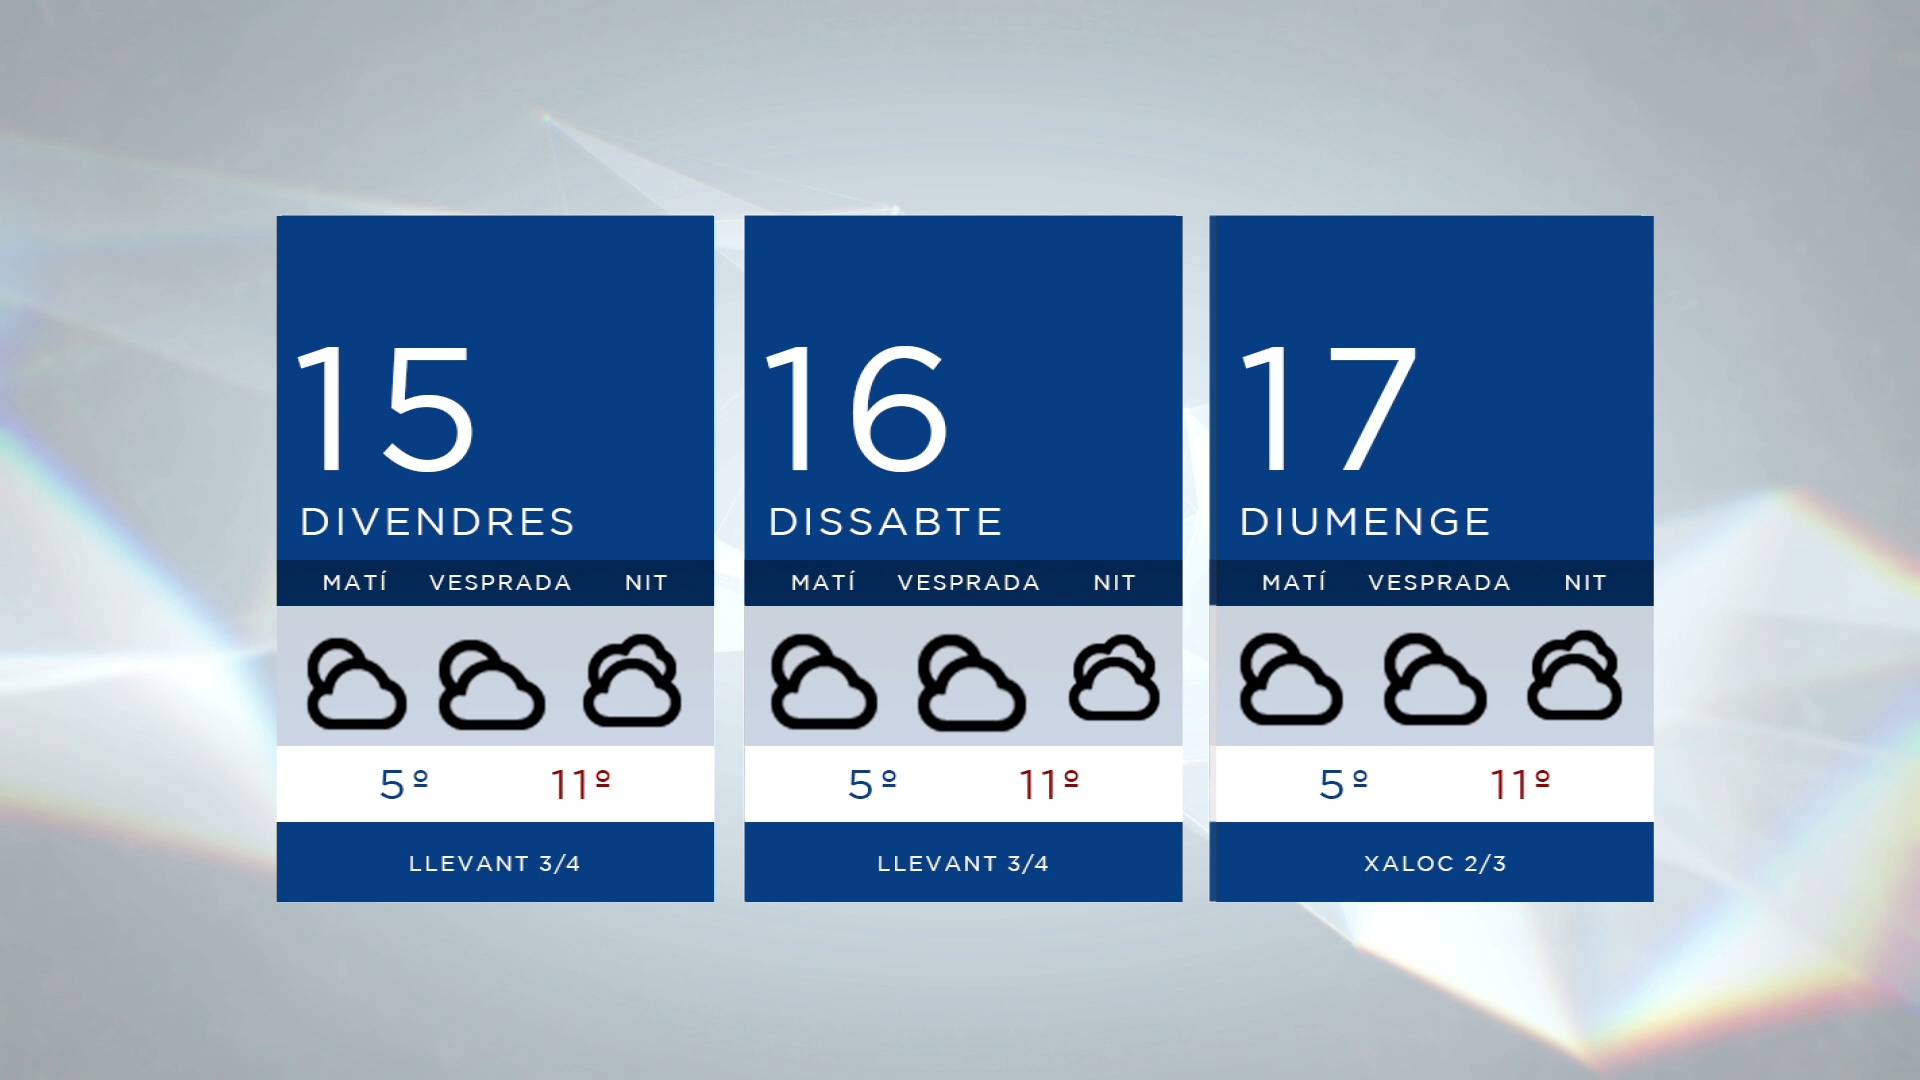 15
DIVENDRES
MATÍ VESPRADA NIT
5º 11º
LLEVANT 3/4
16
DISSABTE
MATÍ VESPRADA NIT
5º 11º
LLEVANT 3/4
17
DIUMENGE
MATÍ VESPRADA NIT
5º 11º
XALOC 2/3